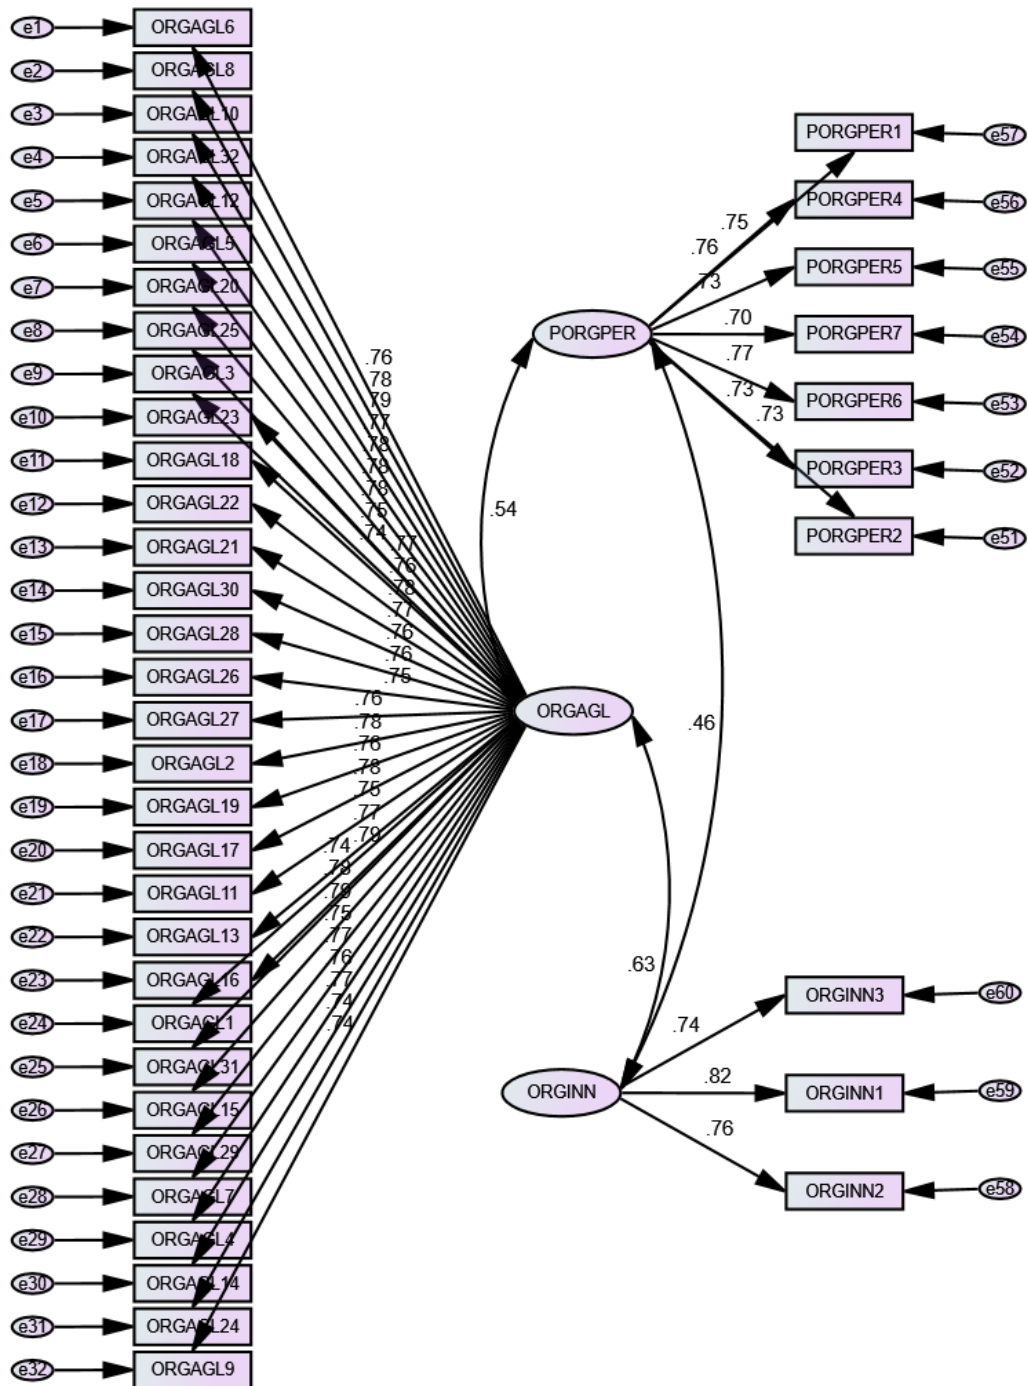 e1 ORGAGL6
e2 ORGAGL8
e3 ORGAGL10
e4 ORGAGL32
e5 ORGAGL12
e6 ORGAGL5
e7 ORGAGL20
e8 ORGAGL25
e9 ORGAGL3
e10 ORGAGL23
e11 ORGAGL18
e12 ORGAGL22
e13 ORGAGL21
e14 ORGAGL30
e15 ORGAGL28
e16 ORGAGL26
e17 ORGAGL27
e18 ORGAGL2
e19 ORGAGL19
e20 ORGAGL17
e21 ORGAGL11
e22 ORGAGL13
e23 ORGAGL16
e24 ORGAGL1
e25 ORGAGL31
e26 ORGAGL15
e27 ORGAGL29
e28 ORGAGL7
e29 ORGAGL4
e30 ORGAGL14
e31 ORGAGL24
e32 ORGAGL9
.76
.78
.79
.77
.78
.78
.78
.75
.74
.77
.76
.78
.77
.76
.76
.75
.76
.78
.76
.78
.75
.77
.79
.74
.78
.79
.75
.77
.76
.77
.74
.74
ORGAGL
.54
.46
.63
PORGPER
.75
.76
.73
.70
.77
.73
.73
PORGPER1 e57
PORGPER4 e56
PORGPER5 e55
PORGPER7 e54
PORGPER6 e53
PORGPER3 e52
PORGPER2 e51
ORGINN
.74
.82
.76
ORGINN3 e60
ORGINN1 e59
ORGINN2 e58